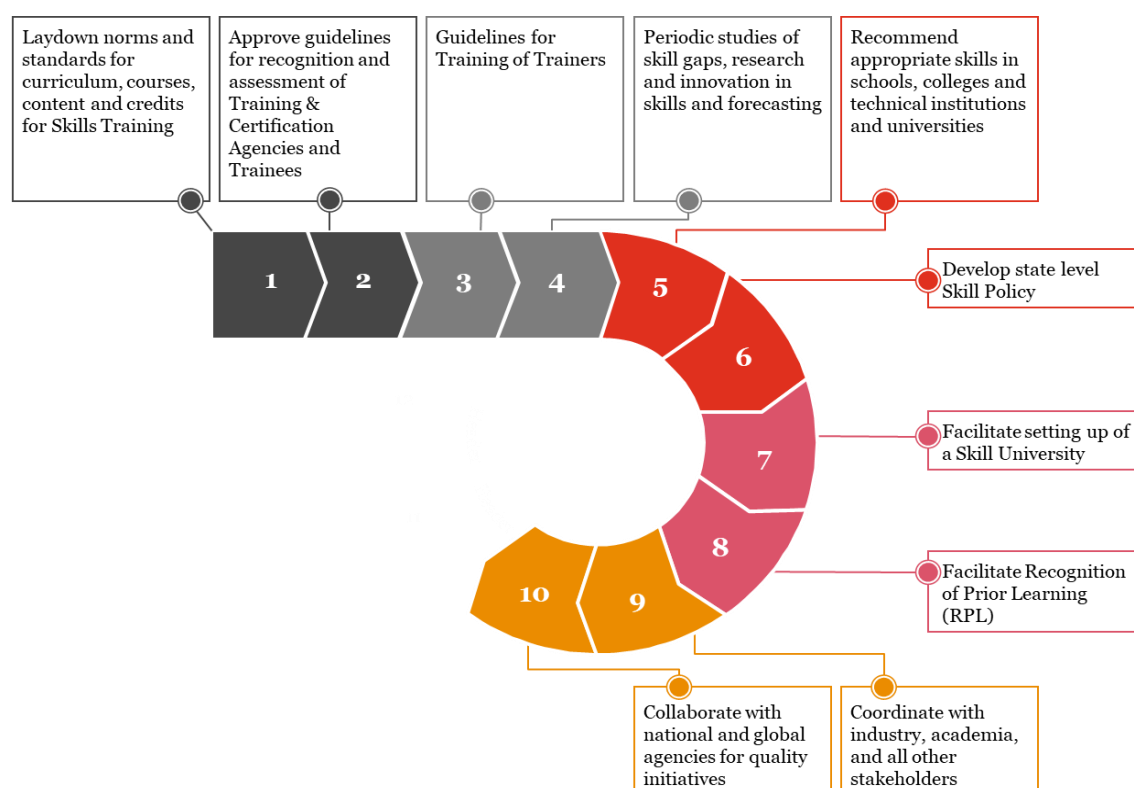 Laydown norms and
standards for
curriculum, courses,
content and credits
for Skills Training
Approve guidelines
for recognition and
assessment of
Training &
Certification
Agencies and
Trainees
Guidelines for
Training of Trainers
Periodic studies of
skill gaps, research
and innovation in
skills and forecasting
Recommend
appropriate skills in
schools, colleges and
technical institutions
and universities
1
2
3
4
5
6
7
8
9
10
Develop state level
Skill Policy
Facilitate setting up of
a Skill University
Facilitate Recognition
of Prior Learning
(RPL)
Collaborate with
national and global
agencies for quality
initiatives
Coordinate with
industry, academia,
and all other
stakeholders